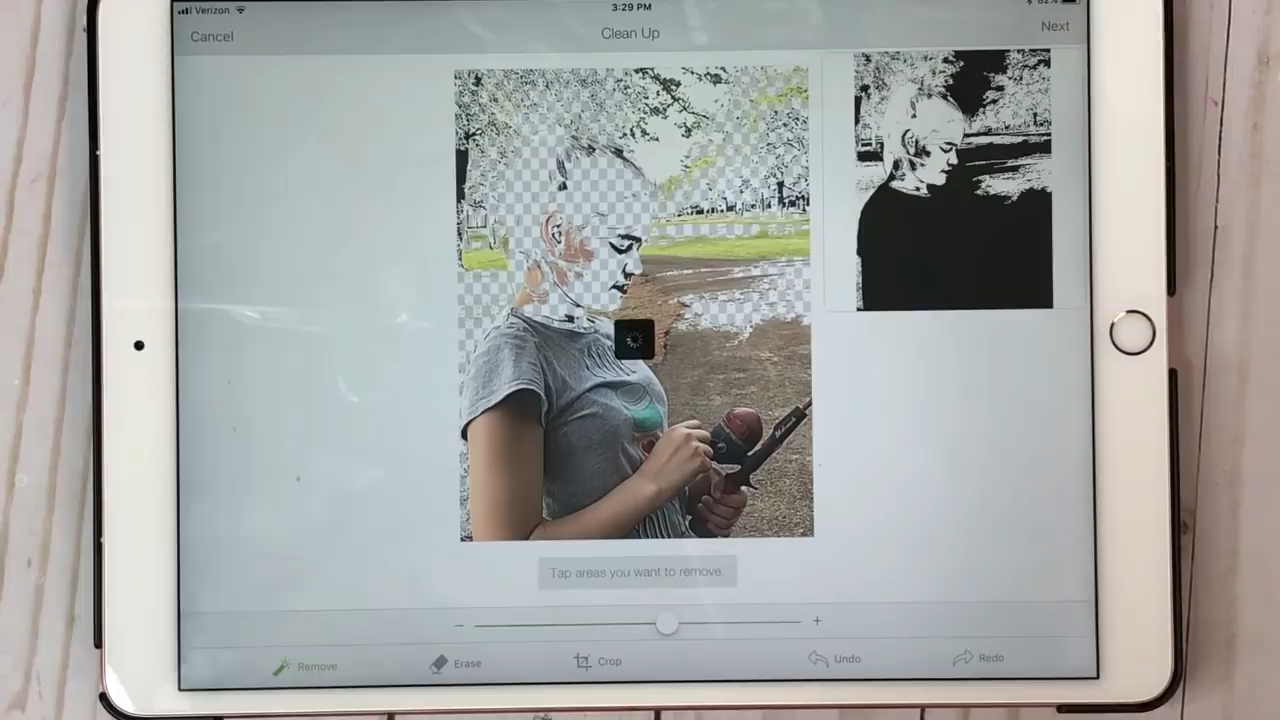 Verizon
3:29 PM
82%
Cancel
Clean Up
Next
Tap areas you want to remove.
− +
Remove
Erase
Crop
Undo
Redo